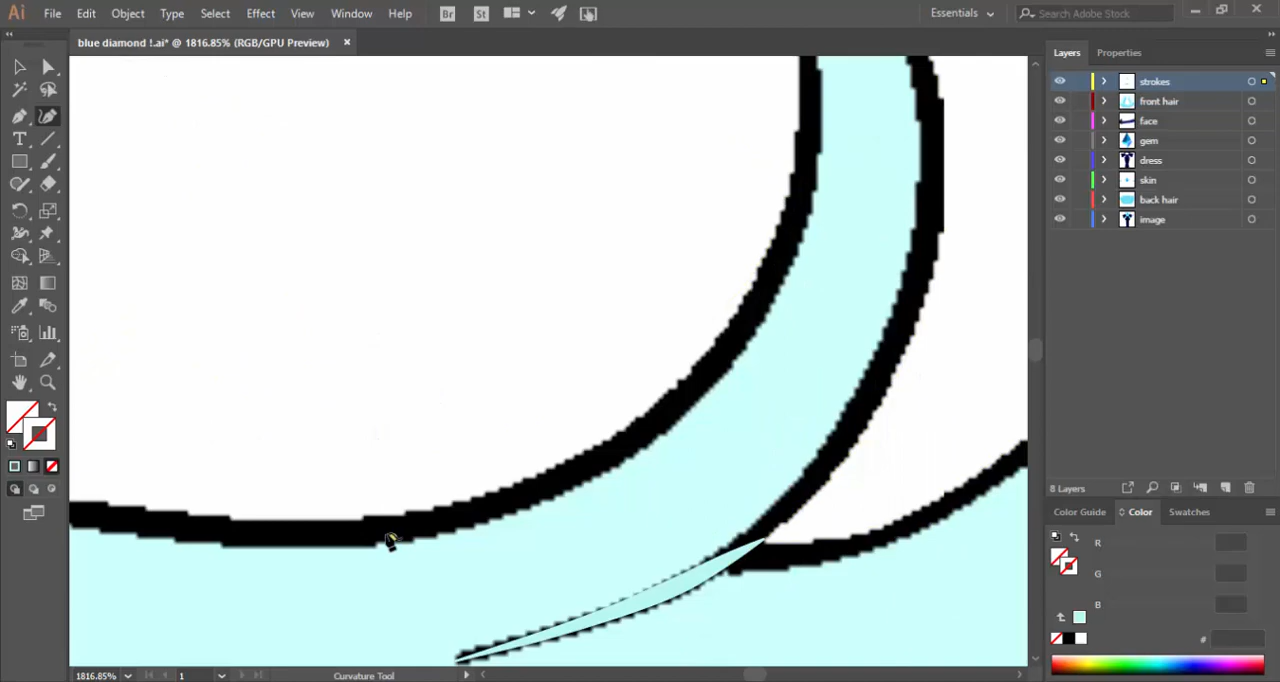 Ai File Edit Object Type Select Effect View Window Help Br St Essentials Search Adobe Stock
blue diamond !.ai* @ 1816.85% (RGB/GPU Preview) ×
Layers Properties
strokes
front hair
face
gem
dress
skin
back hair
image
T
8 Layers
Color Guide Color Swatches
R
G
B
#
1816.85% 1 Curvature Tool